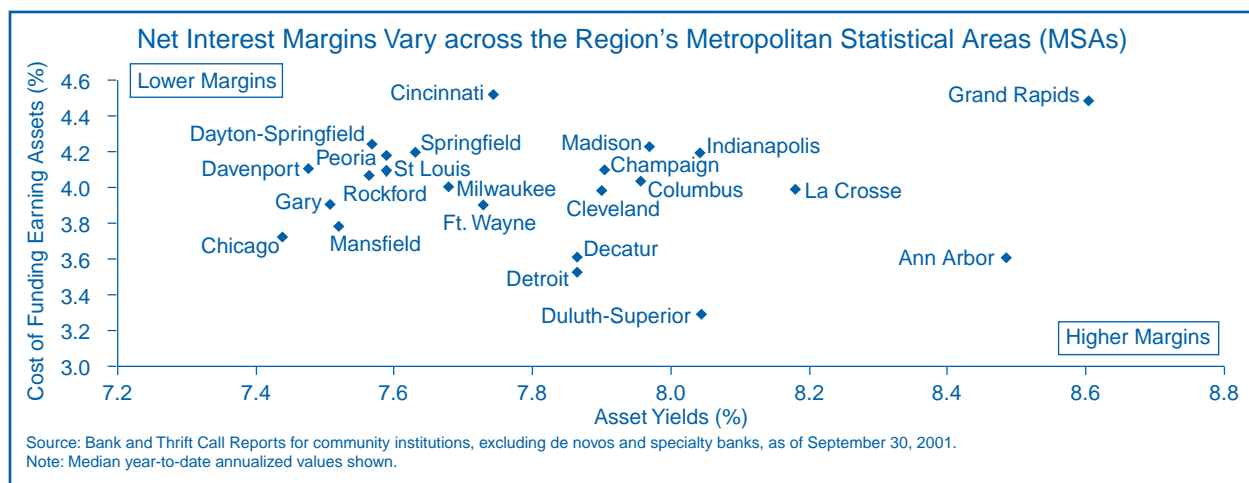 Net Interest Margins Vary across the Region's Metropolitan Statistical Areas (MSAs)
Cost of Funding Earning Assets (%)
4.6
4.4
4.2
4.0
3.8
3.6
3.4
3.2
3.0
Lower Margins
Cincinnati
Grand Rapids
Dayton-Springfield
Springfield
Madison
Indianapolis
Peoria
Davenport
St Louis
Champaign
Rockford
Milwaukee
Columbus
La Crosse
Gary
Cleveland
Ft. Wayne
Chicago
Mansfield
Decatur
Ann Arbor
Detroit
Duluth-Superior
Higher Margins
7.2
7.4
7.6
7.8
8.0
8.2
8.4
8.6
8.8
Asset Yields (%)
Source: Bank and Thrift Call Reports for community institutions, excluding de novos and specialty banks, as of September 30, 2001.
Note: Median year-to-date annualized values shown.